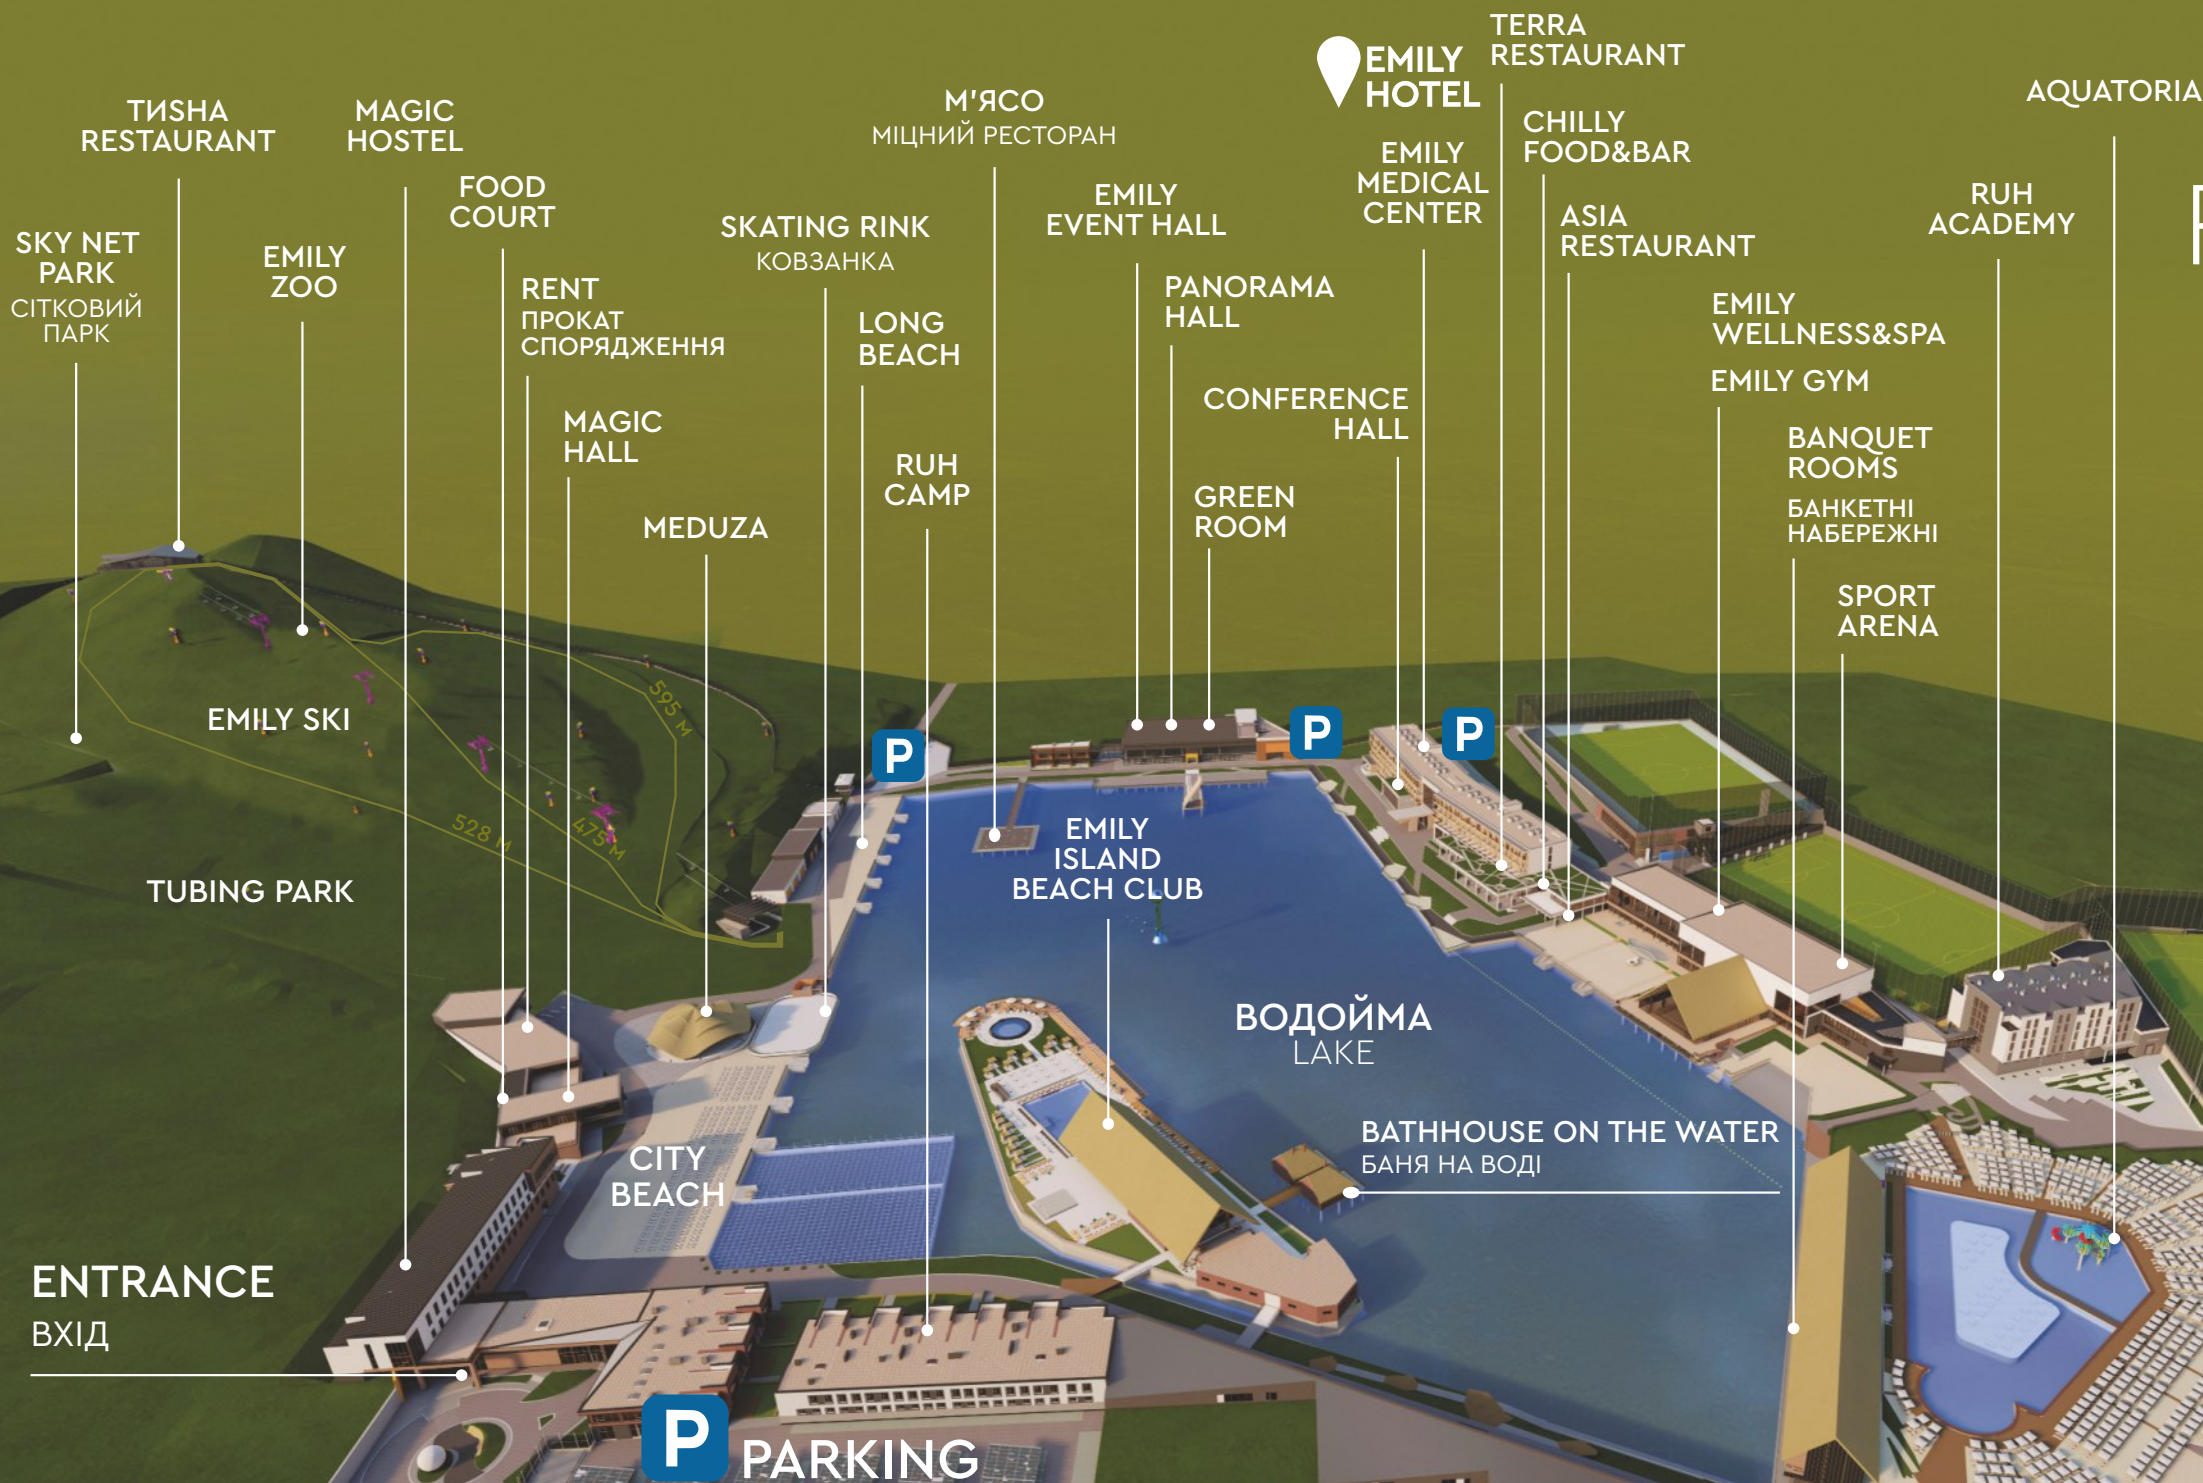 ТИSHA
RESTAURANT
MAGIC
HOSTEL
М'ЯСО
МІЦНИЙ РЕСТОРАН
EMILY
HOTEL
TERRA
RESTAURANT
AQUATORIA
SKY NET
PARK
СІТКОВИЙ
ПАРК
EMILY
ZOO
FOOD
COURT
RENT
ПРОКАТ
СПОРЯДЖЕННЯ
MAGIC
HALL
SKATING RINK
КОВЗАНКА
LONG
BEACH
MEDUZA
RUH
CAMP
EMILY
EVENT HALL
PANORAMA
HALL
GREEN
ROOM
EMILY
MEDICAL
CENTER
CONFERENCE
HALL
CHILLY
FOOD&BAR
ASIA
RESTAURANT
EMILY
WELLNESS&SPA
EMILY GYM
RUH
ACADEMY
BANQUET
ROOMS
БАНКЕТНІ
НАБЕРЕЖНІ
SPORT
ARENA
EMILY SKI
TUBING PARK
595 М
528 М
475 М
P
P
P
EMILY
ISLAND
BEACH CLUB
ВОДОЙМА
LAKE
BATHHOUSE ON THE WATER
БАНЯ НА ВОДІ
CITY
BEACH
ENTRANCE
ВХІД
P PARKING